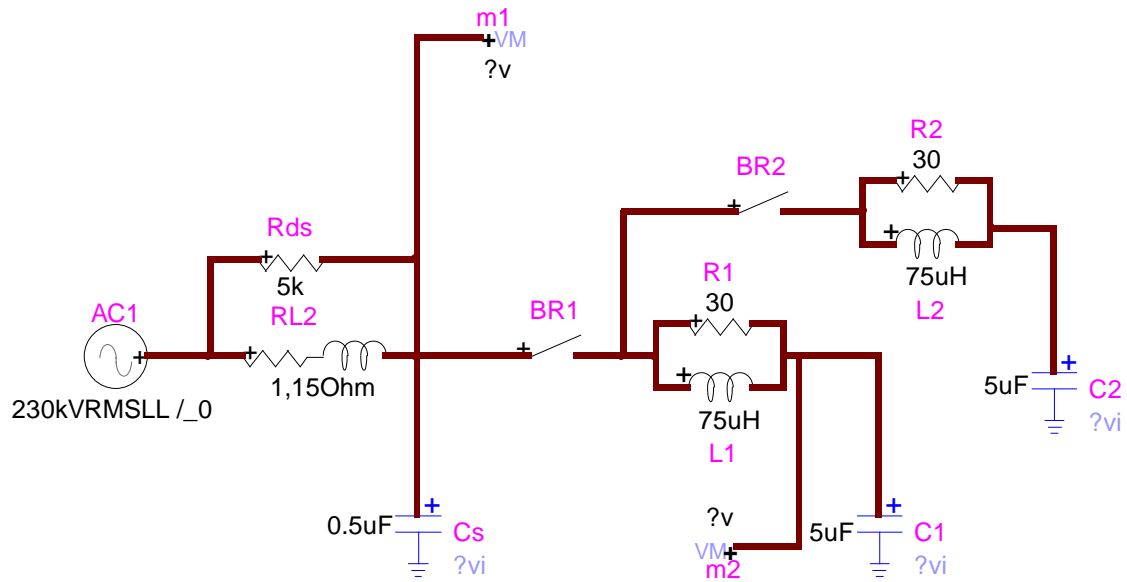 m1
+VM
?v
R2
+
30
BR2
+
+
75uH
L2
Rds
+
5k
AC1
+
RL2
+
1,15Ohm
230kVRMSLL /_0
BR1
+
R1
+
30
+
75uH
L1
+
5uF
C2
?vi
+
0.5uF
Cs
?vi
?v
VM+
m2
+
5uF
C1
?vi